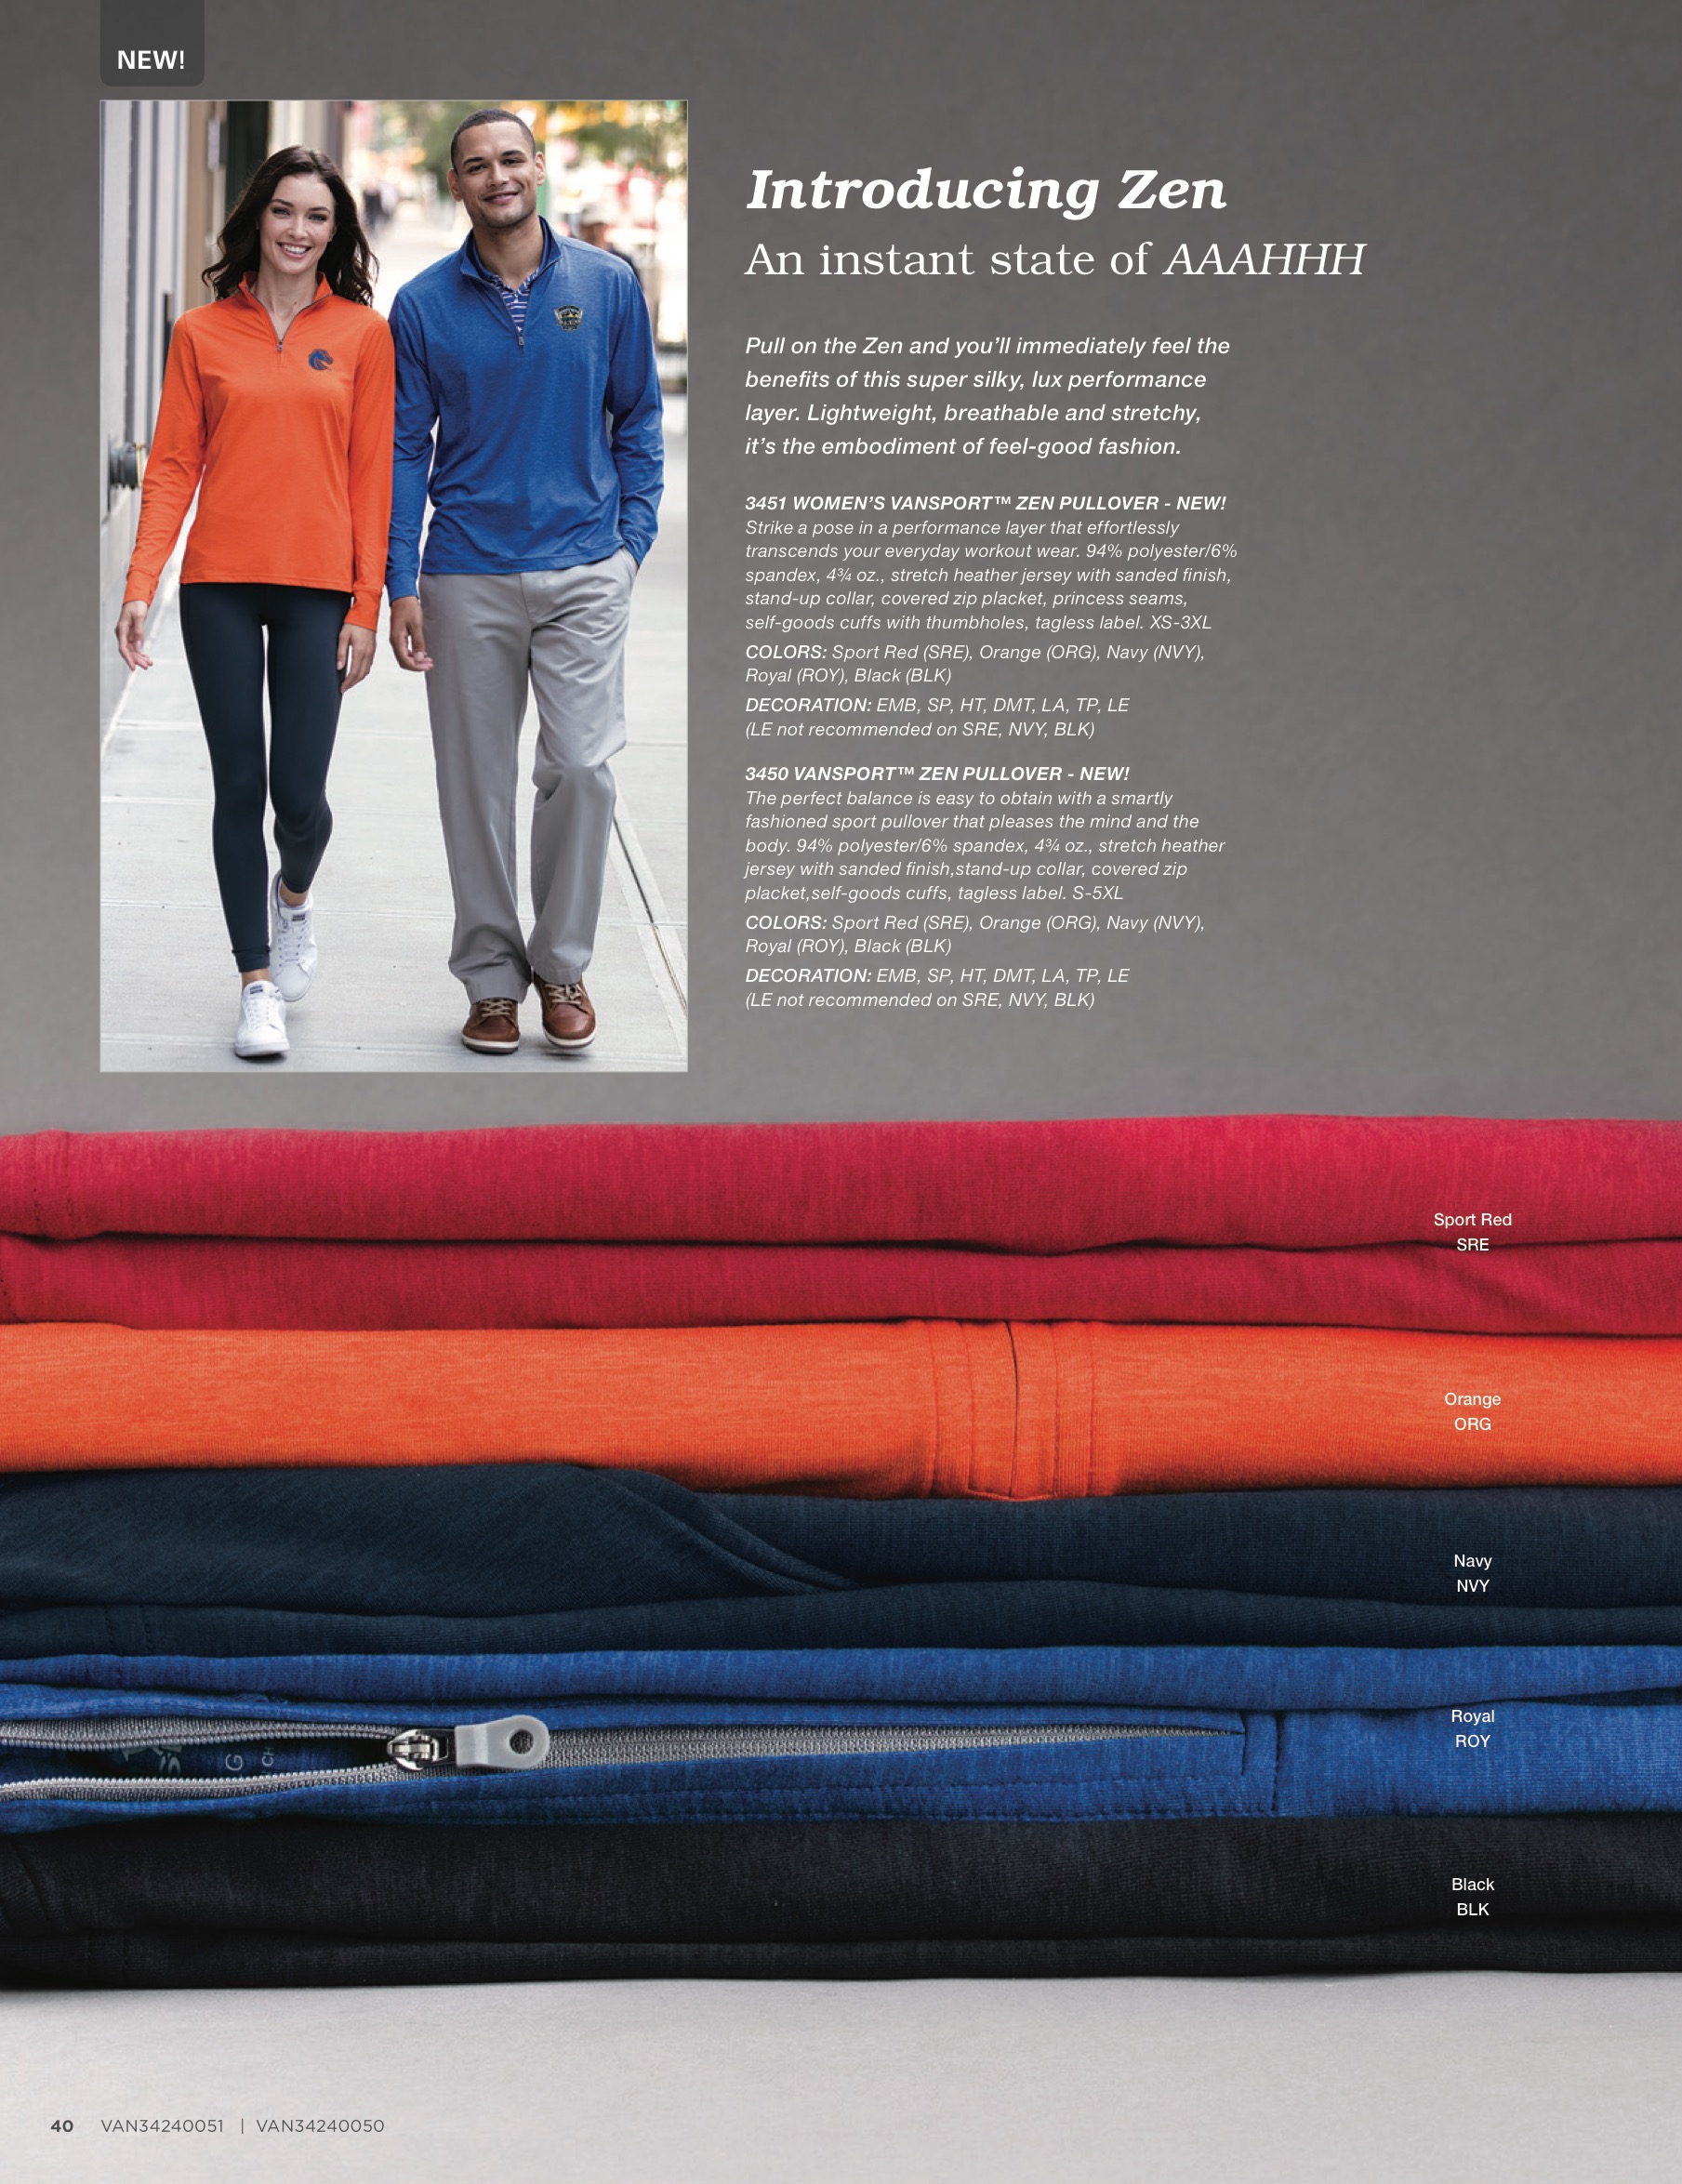 NEW!
Introducing Zen
An instant state of AAAHHH
Pull on the Zen and you’ll immediately feel the
benefits of this super silky, lux performance
layer. Lightweight, breathable and stretchy,
it’s the embodiment of feel-good fashion.
3451 WOMEN’S VANSPORT™ ZEN PULLOVER - NEW!
Strike a pose in a performance layer that effortlessly
transcends your everyday workout wear. 94% polyester/6%
spandex, 4¾ oz., stretch heather jersey with sanded finish,
stand-up collar, covered zip placket, princess seams,
self-goods cuffs with thumbholes, tagless label. XS-3XL
COLORS: Sport Red (SRE), Orange (ORG), Navy (NVY),
Royal (ROY), Black (BLK)
DECORATION: EMB, SP, HT, DMT, LA, TP, LE
(LE not recommended on SRE, NVY, BLK)
3450 VANSPORT™ ZEN PULLOVER - NEW!
The perfect balance is easy to obtain with a smartly
fashioned sport pullover that pleases the mind and the
body. 94% polyester/6% spandex, 4¾ oz., stretch heather
jersey with sanded finish,stand-up collar, covered zip
placket,self-goods cuffs, tagless label. S-5XL
COLORS: Sport Red (SRE), Orange (ORG), Navy (NVY),
Royal (ROY), Black (BLK)
DECORATION: EMB, SP, HT, DMT, LA, TP, LE
(LE not recommended on SRE, NVY, BLK)
Sport Red
SRE
Orange
ORG
Navy
NVY
Royal
ROY
Black
BLK
40 VAN34240051 | VAN34240050